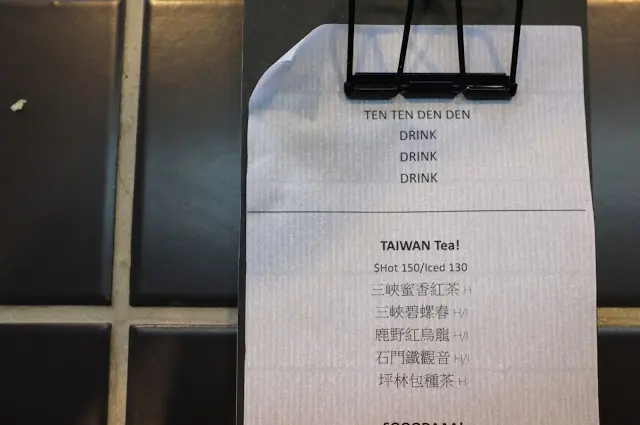 TEN TEN DEN DEN
DRINK
DRINK
DRINK
TAIWAN Tea!
$Hot 150/Iced 130
三峽蜜香紅茶 H
三峽碧螺春 H/I
鹿野紅烏龍 H/I
石門鐵觀音 H/I
坪林包種茶 H